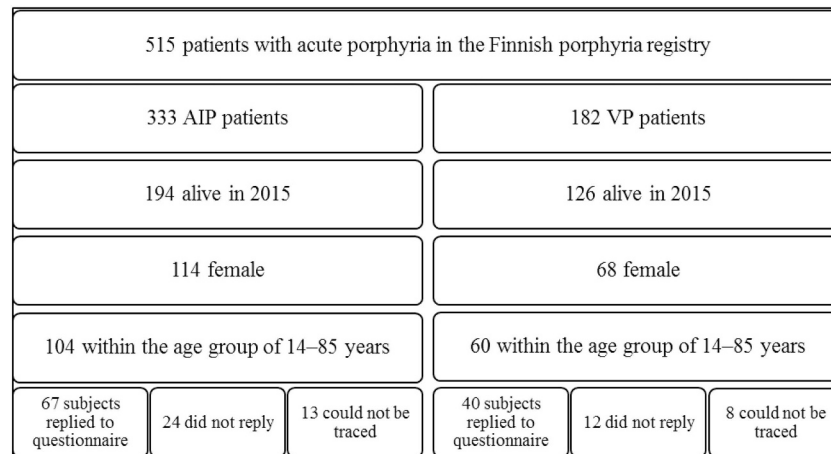 515 patients with acute porphyria in the Finnish porphyria registry
333 AIP patients
182 VP patients
194 alive in 2015
126 alive in 2015
114 female
68 female
104 within the age group of 14–85 years
60 within the age group of 14–85 years
67 subjects
replied to
questionnaire
24 did not reply
13 could not be
traced
40 subjects
replied to
questionnaire
12 did not reply
8 could not be
traced